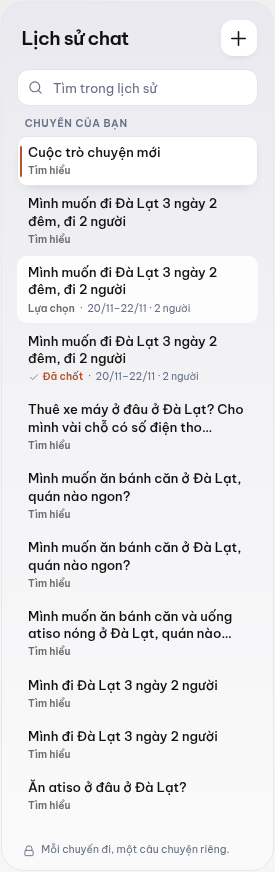 Lịch sử chat
Tìm trong lịch sử
CHUYẾN CỦA BẠN
Cuộc trò chuyện mới
Tìm hiểu
Mình muốn đi Đà Lạt 3 ngày 2
đêm, đi 2 người
Tìm hiểu
Mình muốn đi Đà Lạt 3 ngày 2
đêm, đi 2 người
Lựa chọn · 20/11–22/11 · 2 người
Mình muốn đi Đà Lạt 3 ngày 2
đêm, đi 2 người
Đã chốt · 20/11–22/11 · 2 người
Thuê xe máy ở đâu ở Đà Lạt? Cho
mình vài chỗ có số điện tho...
Tìm hiểu
Mình muốn ăn bánh căn ở Đà Lạt,
quán nào ngon?
Tìm hiểu
Mình muốn ăn bánh căn ở Đà Lạt,
quán nào ngon?
Tìm hiểu
Mình muốn ăn bánh căn và uống
atiso nóng ở Đà Lạt, quán nào...
Tìm hiểu
Mình đi Đà Lạt 3 ngày 2 người
Tìm hiểu
Mình đi Đà Lạt 3 ngày 2 người
Tìm hiểu
Ăn atiso ở đâu ở Đà Lạt?
Tìm hiểu
Mỗi chuyến đi, một câu chuyện riêng.